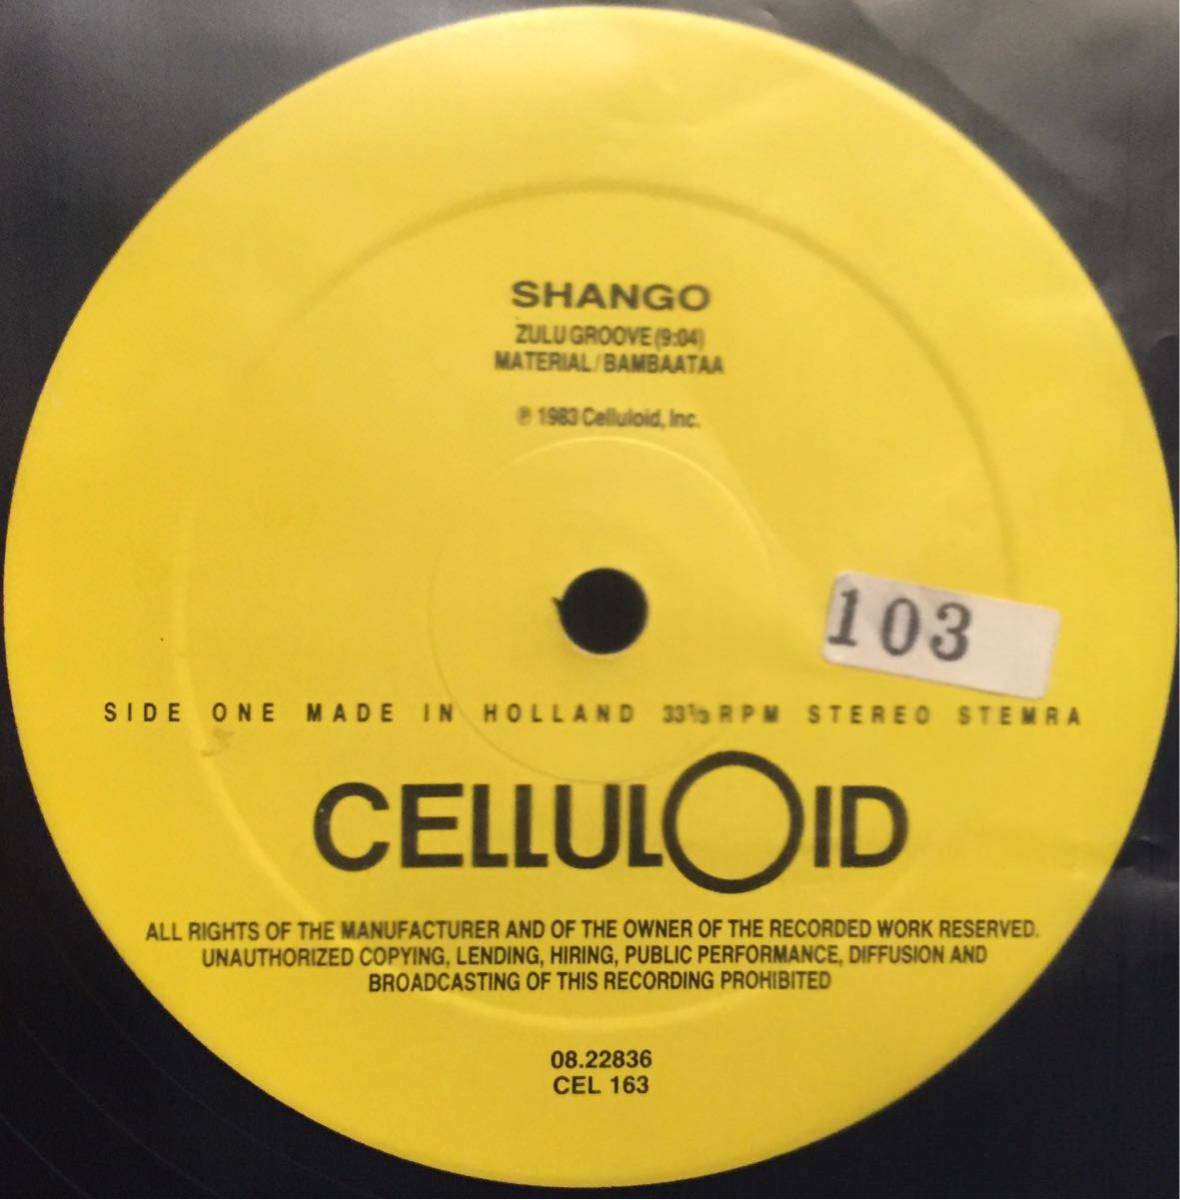 SHANGO
ZULU GROOVE (9:04)
MATERIAL/BAMBAATAA
℗ 1983 Celluloid, Inc.
103
SIDE ONE MADE IN HOLLAND 33⅓ RPM STEREO STEMRA
CELLULOID
ALL RIGHTS OF THE MANUFACTURER AND OF THE OWNER OF THE RECORDED WORK RESERVED.
UNAUTHORIZED COPYING, LENDING, HIRING, PUBLIC PERFORMANCE, DIFFUSION AND
BROADCASTING OF THIS RECORDING PROHIBITED
08.22836
CEL 163